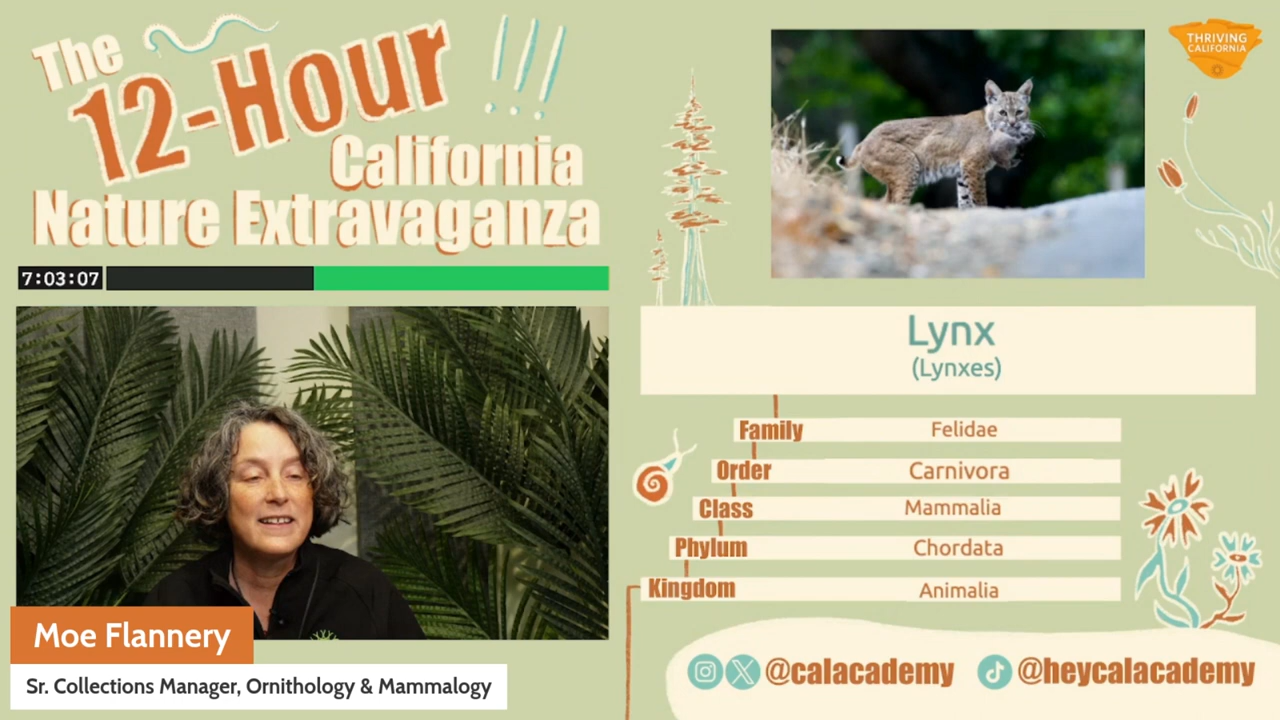 The
12-Hour
!!!
California
Nature Extravaganza
7:03:07
Moe Flannery
Sr. Collections Manager, Ornithology & Mammalogy
THRIVING
CALIFORNIA
Lynx
(Lynxes)
Family Felidae
Order Carnivora
Class Mammalia
Phylum Chordata
Kingdom Animalia
@calacademy @heycalacademy